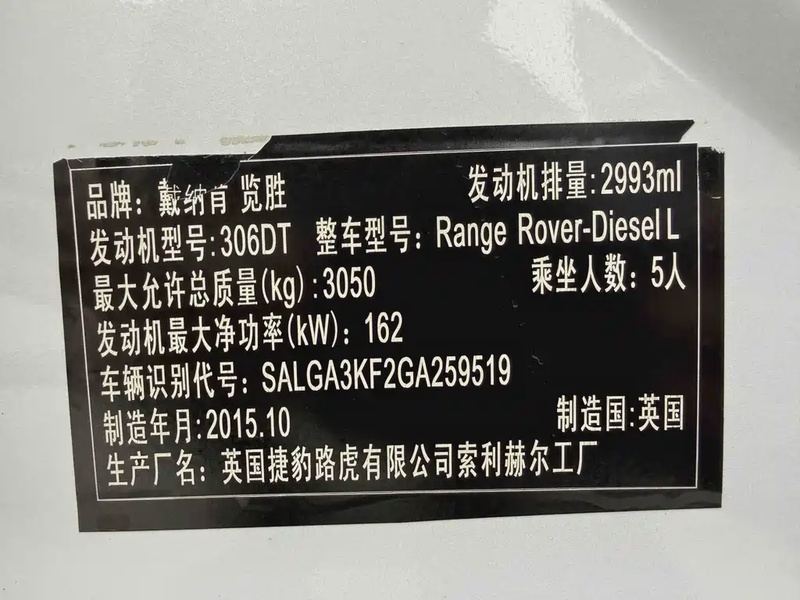 品牌：戴纳肯 览胜 发动机排量:2993ml
发动机型号:306DT 整车型号：Range Rover-Diesel L
最大允许总质量(kg):3050 乘坐人数：5人
发动机最大净功率(kW)：162
车辆识别代号：SALGA3KF2GA259519
制造年月:2015.10 制造国:英国
生产厂名：英国捷豹路虎有限公司索利赫尔工厂